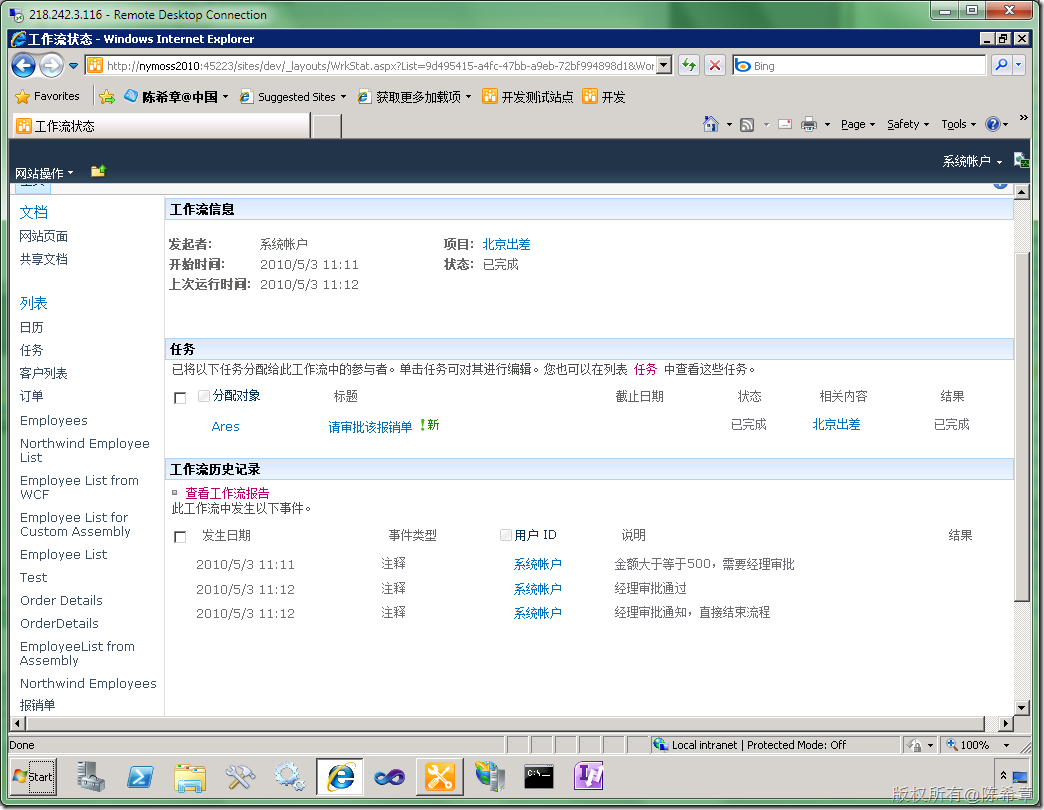 218.242.3.116 - Remote Desktop Connection
工作流状态 - Windows Internet Explorer
http://nymoss2010:45223/sites/dev/_layouts/WrkStat.aspx?List=9d495415-a4fc-47bb-a9eb-72bf994898d1&Wor
Bing
Favorites 陈希章@中国 Suggested Sites 获取更多加载项 开发测试站点 开发
工作流状态
Page Safety Tools
系统帐户
网站操作
文档
网站页面
共享文档
列表
日历
任务
客户列表
订单
Employees
Northwind Employee
List
Employee List from
WCF
Employee List for
Custom Assembly
Employee List
Test
Order Details
OrderDetails
EmployeeList from
Assembly
Northwind Employees
报销单
工作流信息
发起者: 系统帐户 项目: 北京出差
开始时间: 2010/5/3 11:11 状态: 已完成
上次运行时间: 2010/5/3 11:12
任务
已将以下任务分配给此工作流中的参与者。单击任务可对其进行编辑。您也可以在列表 任务 中查看这些任务。
分配对象 标题 截止日期 状态 相关内容 结果
Ares 请审批该报销单 !新 已完成 北京出差 已完成
工作流历史记录
查看工作流报告
此工作流中发生以下事件。
发生日期 事件类型 用户 ID 说明 结果
2010/5/3 11:11 注释 系统帐户 金额大于等于500，需要经理审批
2010/5/3 11:12 注释 系统帐户 经理审批通过
2010/5/3 11:12 注释 系统帐户 经理审批通知，直接结束流程
Done Local intranet | Protected Mode: Off 100%
Start
版权所有@陈希章